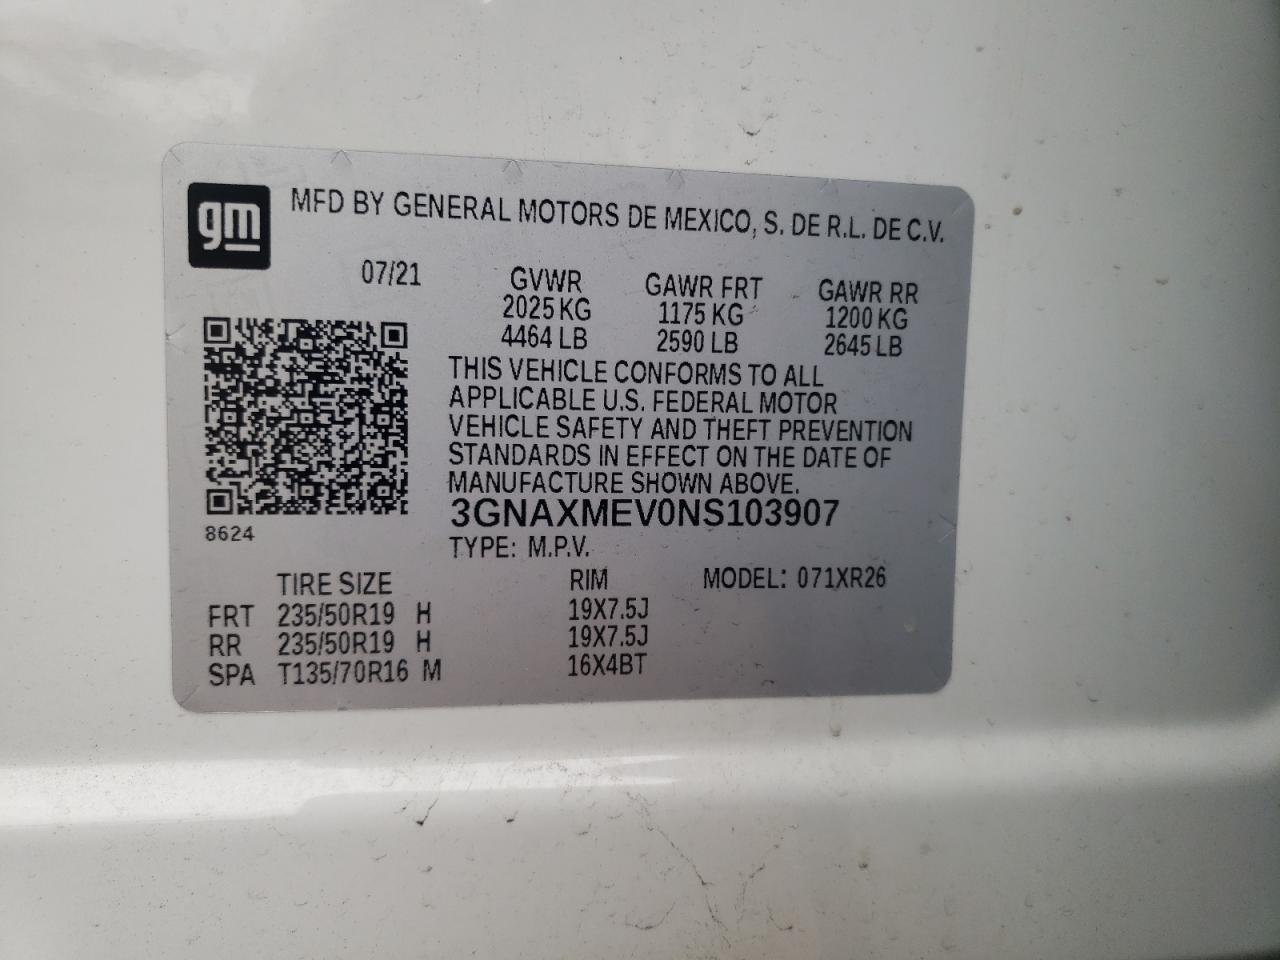 gm
MFD BY GENERAL MOTORS DE MEXICO, S. DE R.L. DE C.V.
07/21 GVWR GAWR FRT GAWR RR
2025 KG 1175 KG 1200 KG
4464 LB 2590 LB 2645 LB
THIS VEHICLE CONFORMS TO ALL
APPLICABLE U.S. FEDERAL MOTOR
VEHICLE SAFETY AND THEFT PREVENTION
STANDARDS IN EFFECT ON THE DATE OF
MANUFACTURE SHOWN ABOVE.
3GNAXMEV0NS103907
8624
TYPE: M.P.V.
TIRE SIZE RIM MODEL: 071XR26
FRT 235/50R19 H 19X7.5J
RR 235/50R19 H 19X7.5J
SPA T135/70R16 M 16X4BT